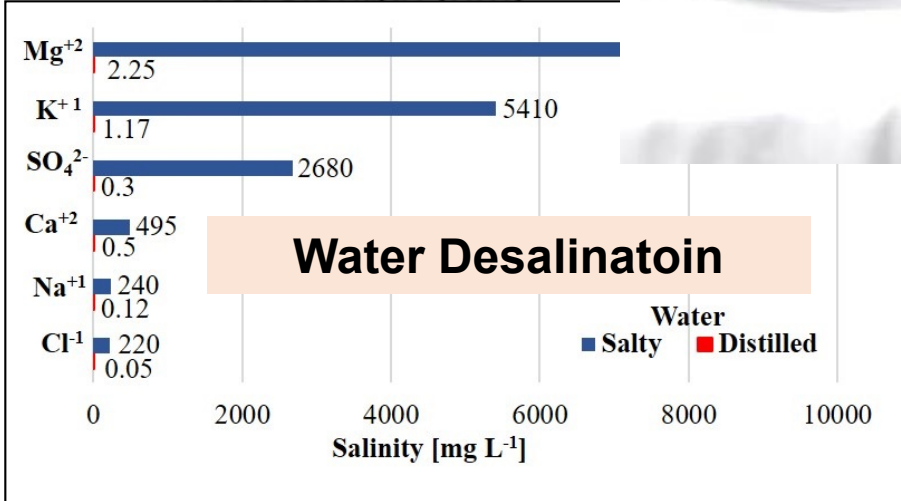 Mg⁺²
2.25
K⁺¹
5410
1.17
SO₄²⁻
2680
0.3
Ca⁺²
495
0.5
Water Desalinatoin
Na⁺¹
240
0.12
Water
Cl⁻¹
220
Salty Distilled
0.05
0 2000 4000 6000 8000 10000
Salinity [mg L⁻¹]